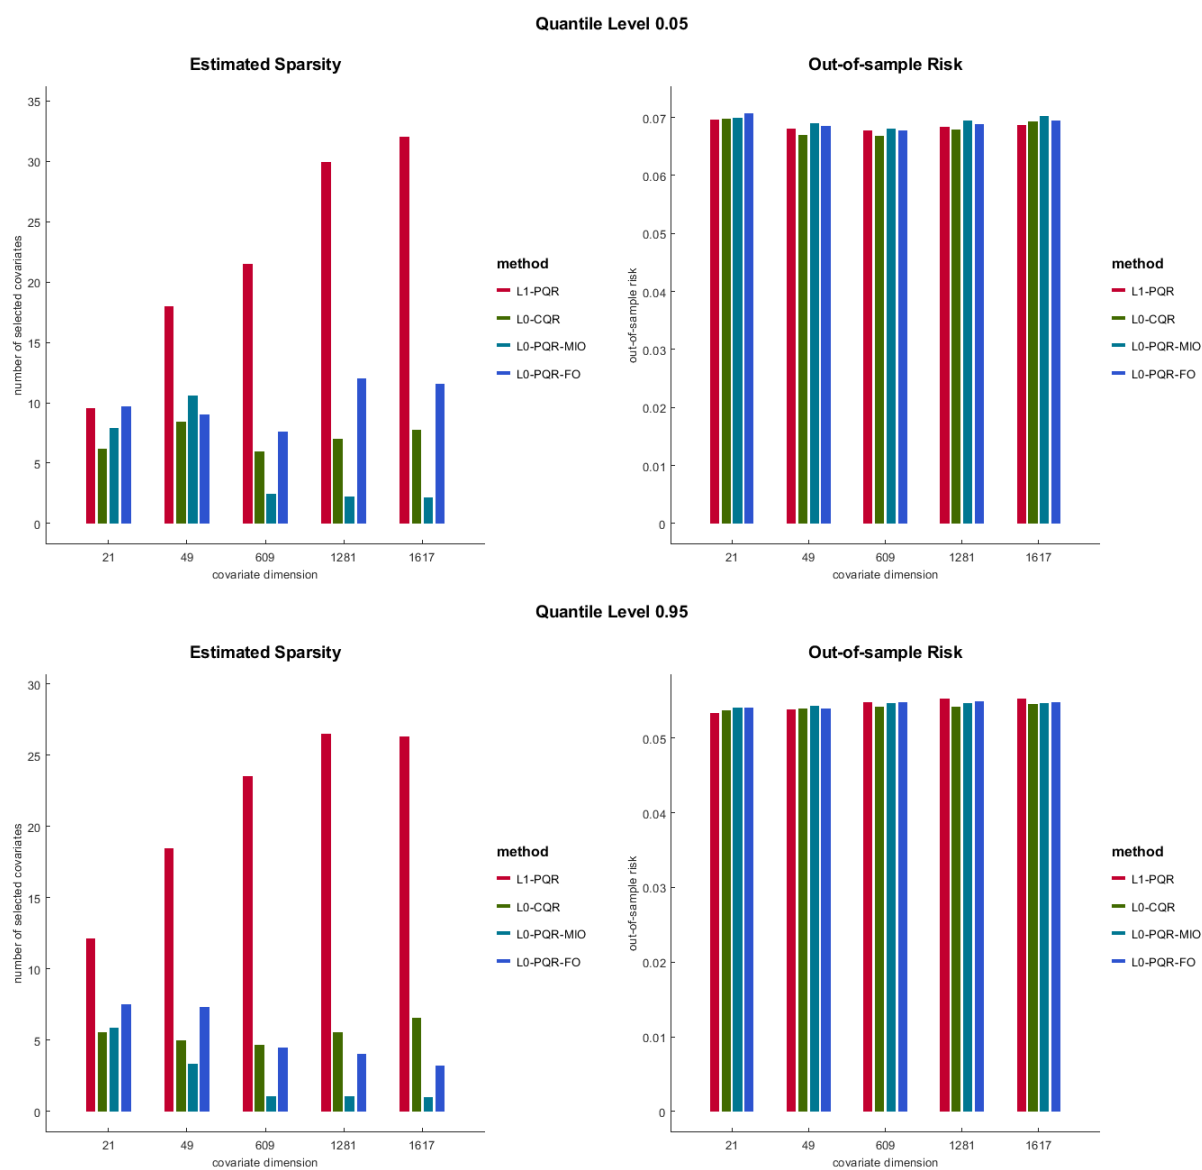 Quantile Level 0.05
Estimated Sparsity
number of selected covariates
35
30
25
20
15
10
5
0
21 49 609 1281 1617
covariate dimension
method
L1-PQR
L0-CQR
L0-PQR-MIO
L0-PQR-FO
Out-of-sample Risk
out-of-sample risk
0.07
0.06
0.05
0.04
0.03
0.02
0.01
0
21 49 609 1281 1617
covariate dimension
method
L1-PQR
L0-CQR
L0-PQR-MIO
L0-PQR-FO
Quantile Level 0.95
Estimated Sparsity
number of selected covariates
30
25
20
15
10
5
0
21 49 609 1281 1617
covariate dimension
method
L1-PQR
L0-CQR
L0-PQR-MIO
L0-PQR-FO
Out-of-sample Risk
out-of-sample risk
0.05
0.04
0.03
0.02
0.01
0
21 49 609 1281 1617
covariate dimension
method
L1-PQR
L0-CQR
L0-PQR-MIO
L0-PQR-FO